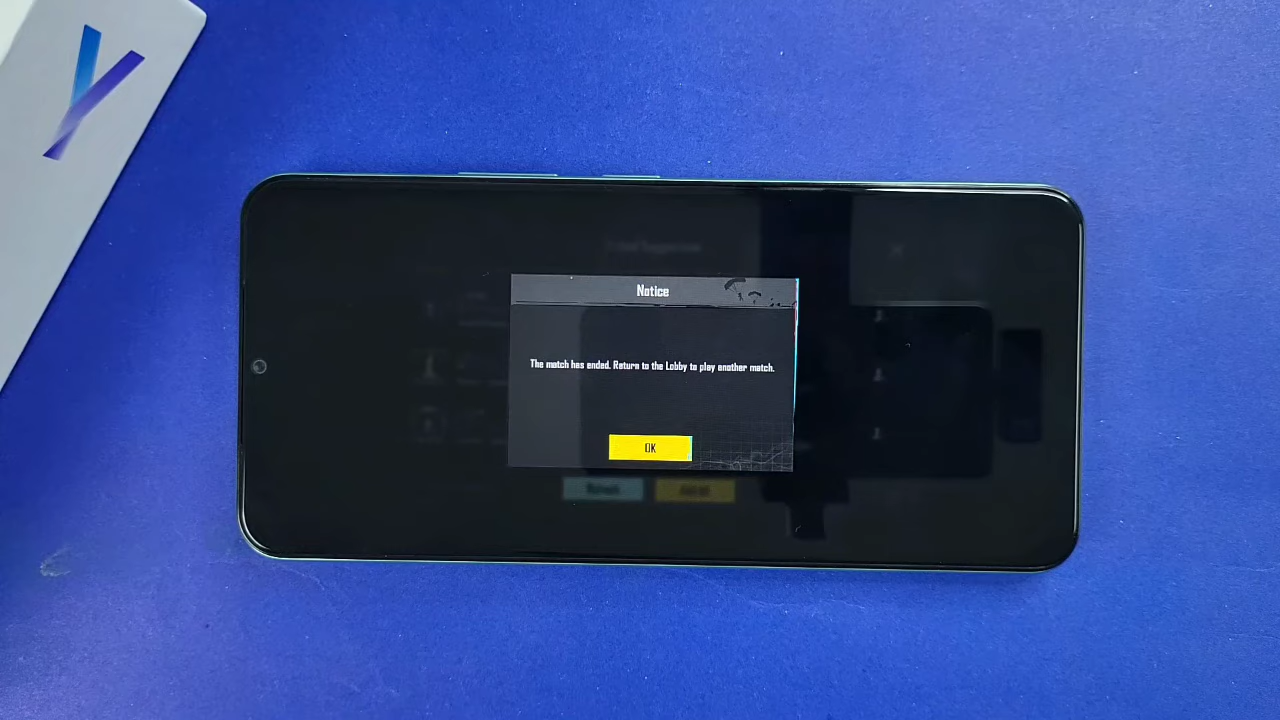 Y
Notice
The match has ended. Return to the Lobby to play another match.
OK